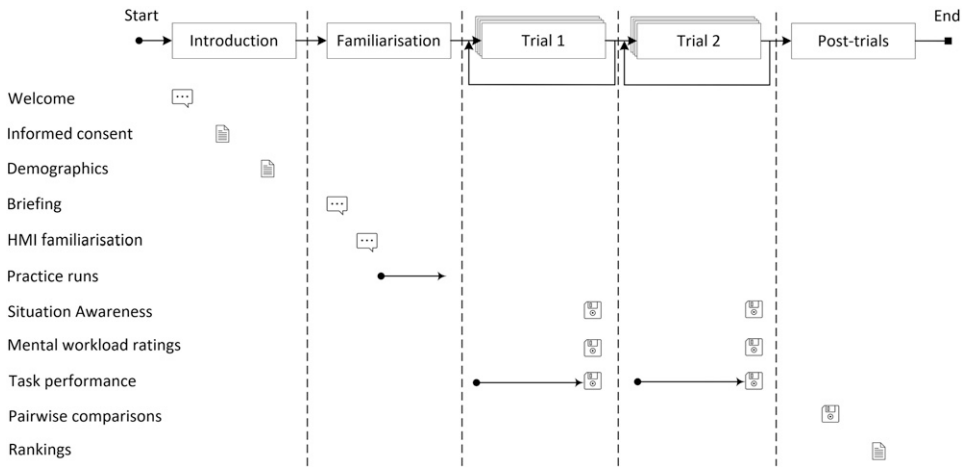 Start
End
Introduction
Familiarisation
Trial 1
Trial 2
Post-trials
Welcome
Informed consent
Demographics
Briefing
HMI familiarisation
Practice runs
Situation Awareness
Mental workload ratings
Task performance
Pairwise comparisons
Rankings